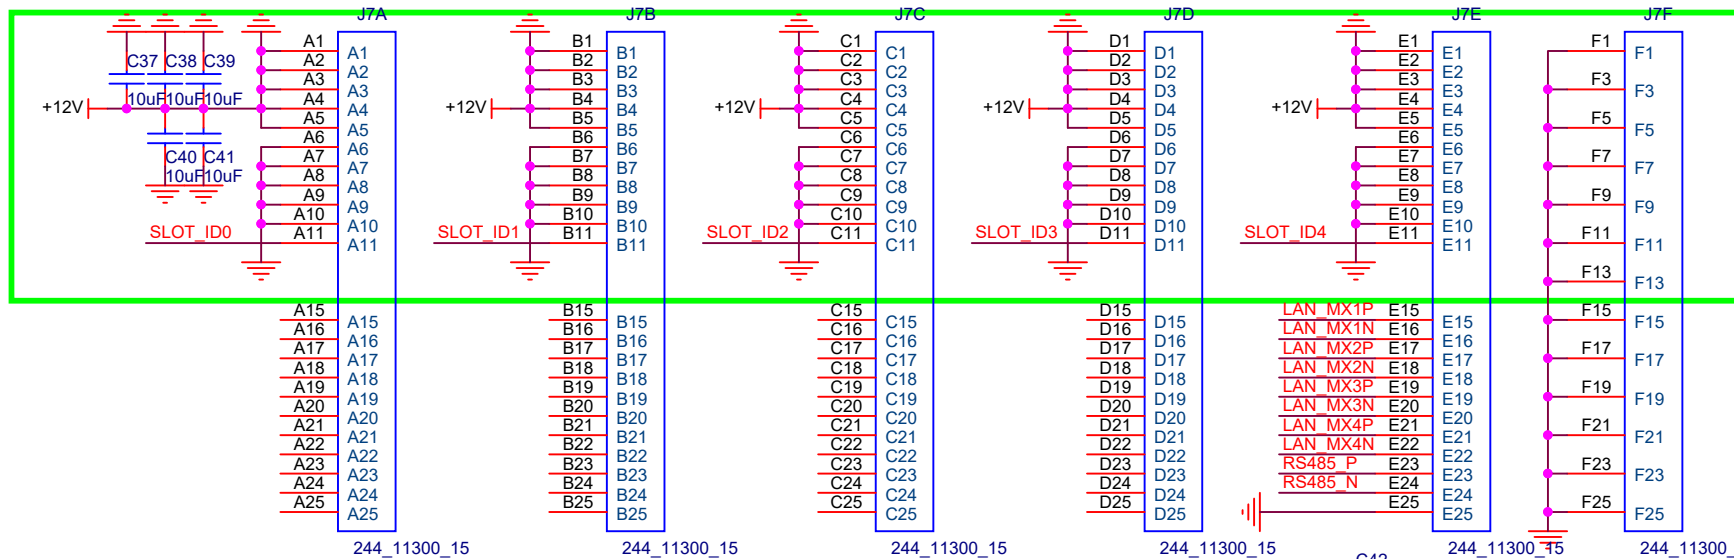 J7A J7B J7C J7D J7E J7F
A1 A1 B1 B1 C1 C1 D1 D1 E1 E1 F1 F1
A2 A2 B2 B2 C2 C2 D2 D2 E2 E2
C37 C38 C39 A3 A3 B3 B3 C3 C3 D3 D3 E3 E3 F3 F3
10uF 10uF 10uF
+12V A4 A4 +12V B4 B4 +12V C4 C4 +12V D4 D4 +12V E4 E4
A5 A5 B5 B5 C5 C5 D5 D5 E5 E5 F5 F5
C40 C41 A6 A6 B6 B6 C6 C6 D6 D6 E6 E6
10uF 10uF A7 A7 B7 B7 C7 C7 D7 D7 E7 E7 F7 F7
A8 A8 B8 B8 C8 C8 D8 D8 E8 E8
A9 A9 B9 B9 C9 C9 D9 D9 E9 E9 F9 F9
A10 A10 B10 B10 C10 C10 D10 D10 E10 E10
SLOT_ID0 A11 A11 SLOT_ID1 B11 B11 SLOT_ID2 C11 C11 SLOT_ID3 D11 D11 SLOT_ID4 E11 E11 F11 F11
F13 F13
A15 A15 B15 B15 C15 C15 D15 D15 LAN_MX1P E15 E15 F15 F15
A16 A16 B16 B16 C16 C16 D16 D16 LAN_MX1N E16 E16
A17 A17 B17 B17 C17 C17 D17 D17 LAN_MX2P E17 E17 F17 F17
A18 A18 B18 B18 C18 C18 D18 D18 LAN_MX2N E18 E18
A19 A19 B19 B19 C19 C19 D19 D19 LAN_MX3P E19 E19 F19 F19
A20 A20 B20 B20 C20 C20 D20 D20 LAN_MX3N E20 E20
A21 A21 B21 B21 C21 C21 D21 D21 LAN_MX4P E21 E21 F21 F21
A22 A22 B22 B22 C22 C22 D22 D22 LAN_MX4N E22 E22
A23 A23 B23 B23 C23 C23 D23 D23 RS485_P E23 E23 F23 F23
A24 A24 B24 B24 C24 C24 D24 D24 RS485_N E24 E24
A25 A25 B25 B25 C25 C25 D25 D25 E25 E25 F25 F25
244_11300_15 244_11300_15 244_11300_15 244_11300_15 244_11300_15 244_11300_